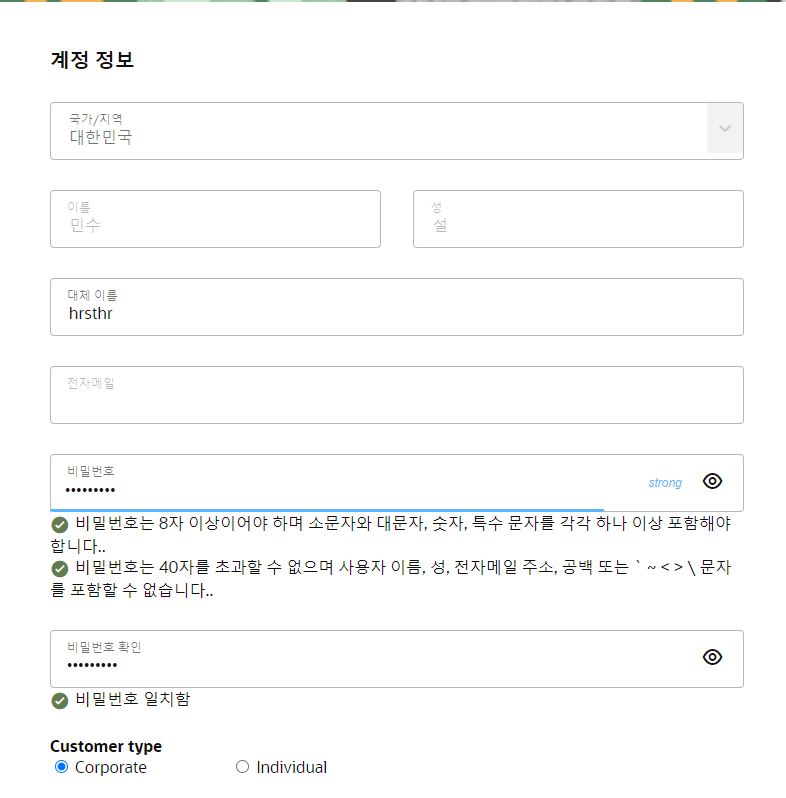 계정 정보
국가/지역
대한민국
이름
민수
성
설
대체 이름
hrsthr
전자메일
비밀번호
•••••••••
strong
비밀번호는 8자 이상이어야 하며 소문자와 대문자, 숫자, 특수 문자를 각각 하나 이상 포함해야
합니다..
비밀번호는 40자를 초과할 수 없으며 사용자 이름, 성, 전자메일 주소, 공백 또는 ` ~ < > \ 문자
를 포함할 수 없습니다..
비밀번호 확인
•••••••••
비밀번호 일치함
Customer type
Corporate
Individual